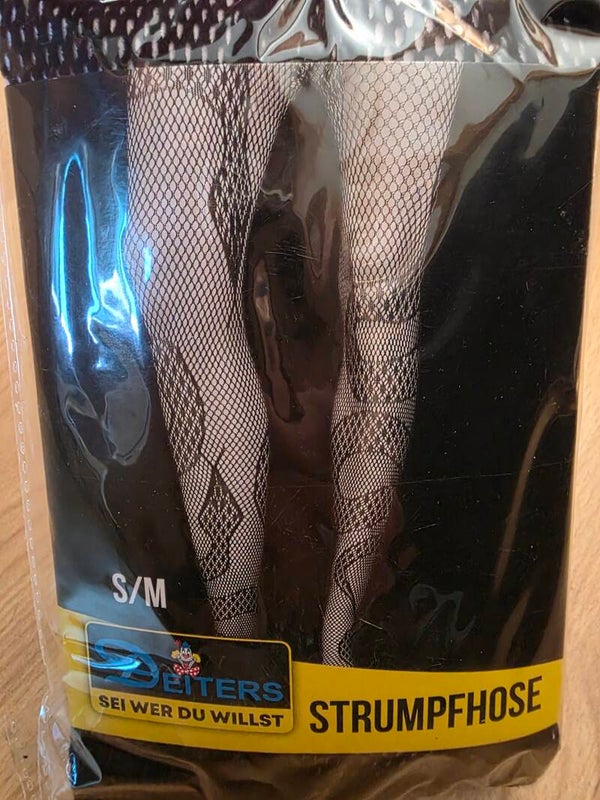 S/M
DEITERS
SEI WER DU WILLST
STRUMPFHOSE